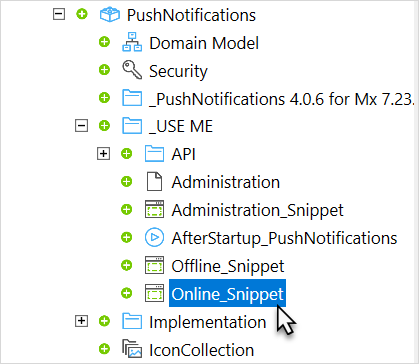 PushNotifications
Domain Model
Security
_PushNotifications 4.0.6 for Mx 7.23.
_USE ME
API
Administration
Administration_Snippet
AfterStartup_PushNotifications
Offline_Snippet
Online_Snippet
Implementation
IconCollection